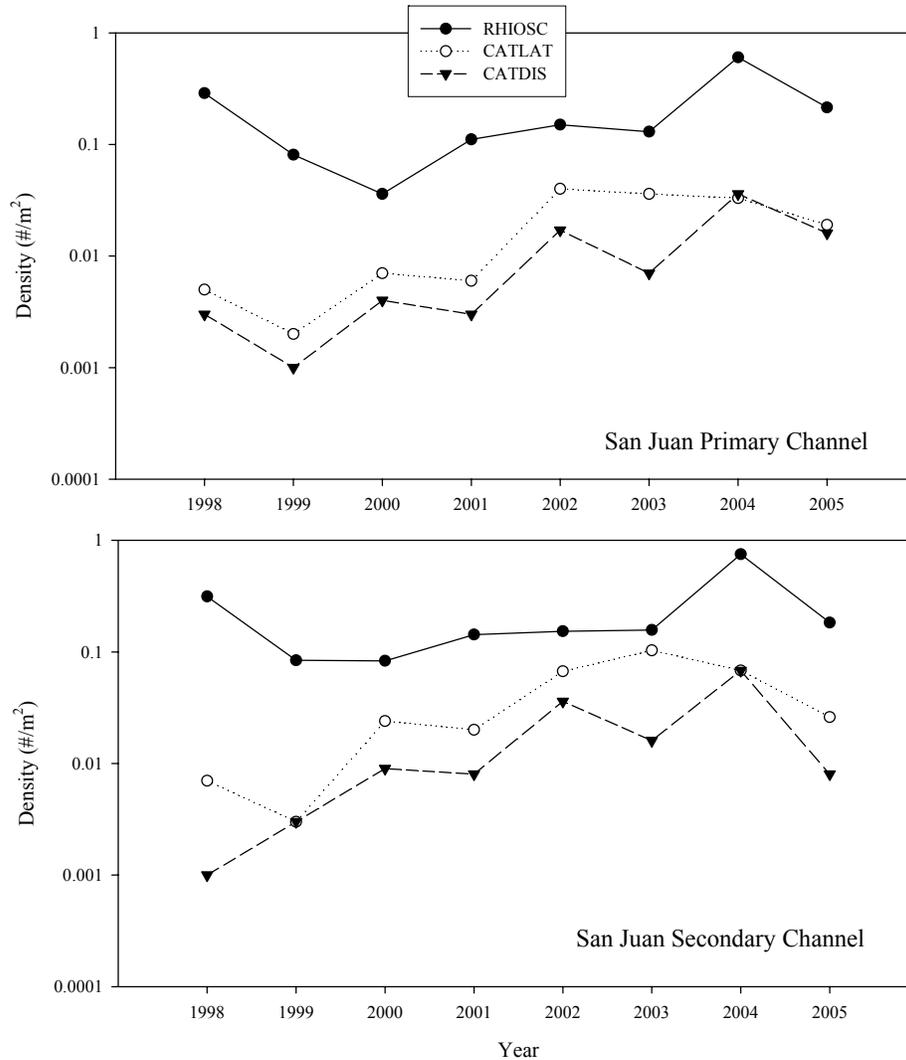 RHIOSC
CATLAT
CATDIS
1
0.1
0.01
0.001
0.0001
Density (#/m²)
San Juan Primary Channel
1998 1999 2000 2001 2002 2003 2004 2005
1
0.1
0.01
0.001
0.0001
Density (#/m²)
San Juan Secondary Channel
1998 1999 2000 2001 2002 2003 2004 2005
Year